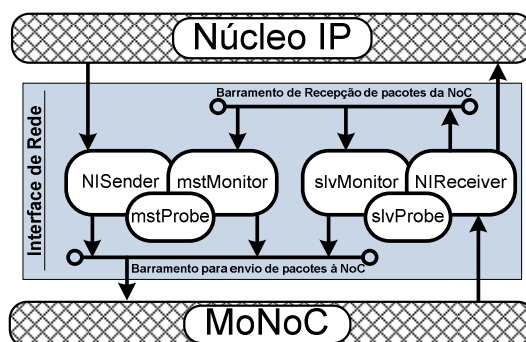 Núcleo IP
Interface de Rede
Barramento de Recepção de pacotes da NoC
NISender
mstMonitor
slvMonitor
NIReceiver
mstProbe
slvProbe
Barramento para envio de pacotes à NoC
MoNoC